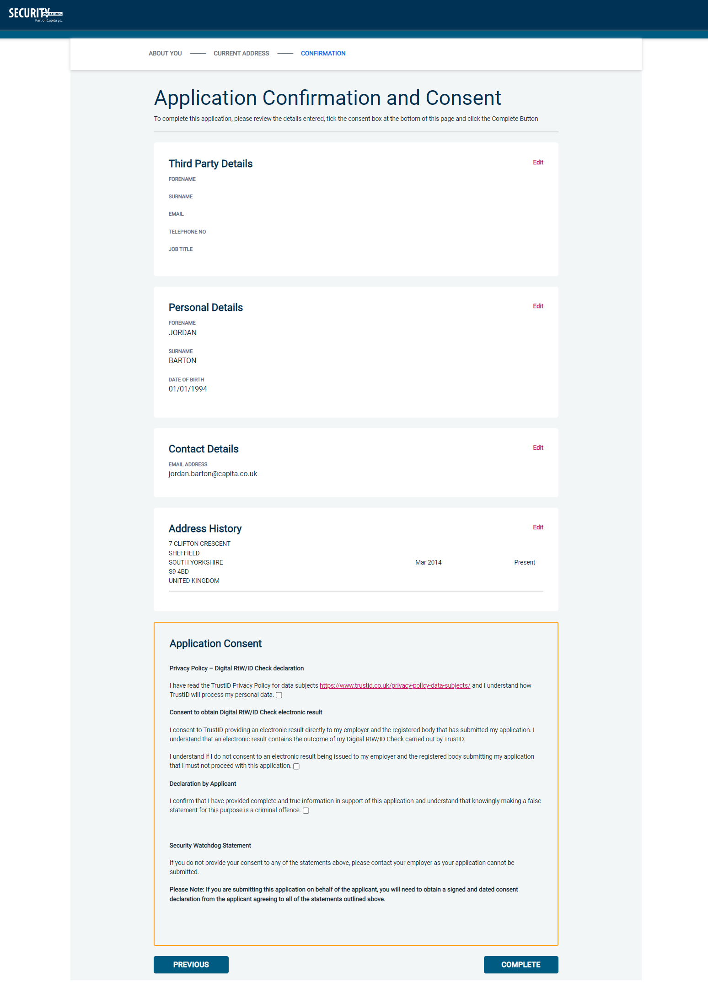 SECURITY
WATCHDOG
Part of Capita plc
ABOUT YOU CURRENT ADDRESS CONFIRMATION
Application Confirmation and Consent
To complete this application, please review the details entered, tick the consent box at the bottom of this page and click the Complete Button
Third Party Details Edit
FORENAME
SURNAME
EMAIL
TELEPHONE NO
JOB TITLE
Personal Details Edit
FORENAME
JORDAN
SURNAME
BARTON
DATE OF BIRTH
01/01/1994
Contact Details Edit
EMAIL ADDRESS
jordan.barton@capita.co.uk
Address History Edit
7 CLIFTON CRESCENT
SHEFFIELD
SOUTH YORKSHIRE Mar 2014 Present
S9 4BD
UNITED KINGDOM
Application Consent
Privacy Policy – Digital RtW/ID Check declaration
I have read the TrustID Privacy Policy for data subjects https://www.trustid.co.uk/privacy-policy-data-subjects/ and I understand how
TrustID will process my personal data.
Consent to obtain Digital RtW/ID Check electronic result
I consent to TrustID providing an electronic result directly to my employer and the registered body that has submitted my application. I
understand that an electronic result contains the outcome of my Digital RtW/ID Check carried out by TrustID.
I understand if I do not consent to an electronic result being issued to my employer and the registered body submitting my application
that I must not proceed with this application.
Declaration by Applicant
I confirm that I have provided complete and true information in support of this application and understand that knowingly making a false
statement for this purpose is a criminal offence.
Security Watchdog Statement
If you do not provide your consent to any of the statements above, please contact your employer as your application cannot be
submitted.
Please Note: If you are submitting this application on behalf of the applicant, you will need to obtain a signed and dated consent
declaration from the applicant agreeing to all of the statements outlined above.
PREVIOUS COMPLETE